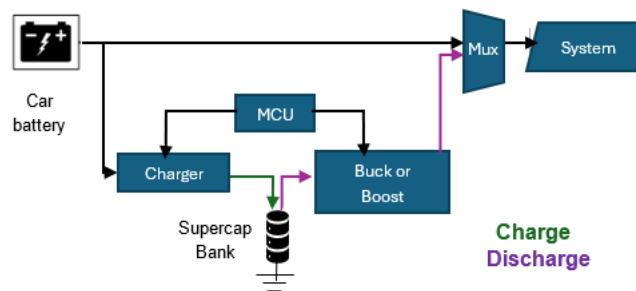 Mux
System
Car
battery
MCU
Charger
Buck or
Boost
Supercap
Bank
Charge
Discharge